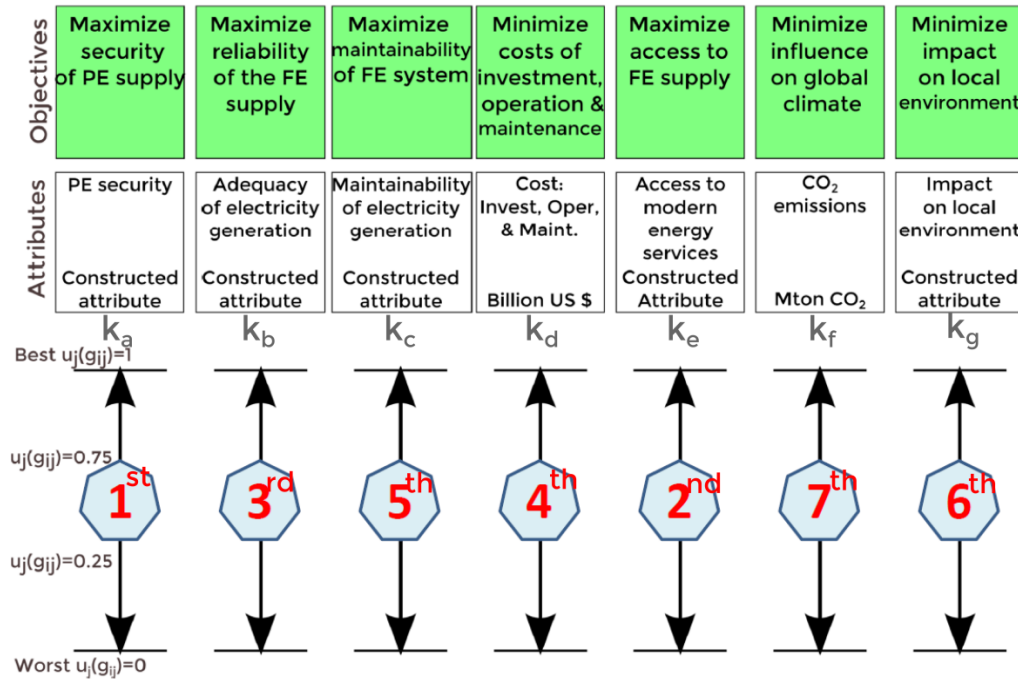 Objectives
Maximize
security
of PE supply
Maximize
reliability
of the FE
supply
Maximize
maintainability
of FE system
Minimize
costs of
investment,
operation &
maintenance
Maximize
access to
FE supply
Minimize
influence
on global
climate
Minimize
impact
on local
environment
Attributes
PE security
Constructed
attribute
Adequacy
of electricity
generation
Constructed
attribute
Maintainability
of electricity
generation
Constructed
attribute
Cost:
Invest, Oper,
& Maint.
Billion US $
Access to
modern
energy
services
Constructed
Attribute
CO₂
emissions
Mton CO₂
Impact
on local
environment
Constructed
attribute
kₐ
k_b
k_c
k_d
kₑ
k_f
k_g
Best uⱼ(gᵢⱼ)=1
uⱼ(gᵢⱼ)=0.75
1st
3rd
5th
4th
2nd
7th
6th
uⱼ(gᵢⱼ)=0.25
Worst uⱼ(gᵢⱼ)=0